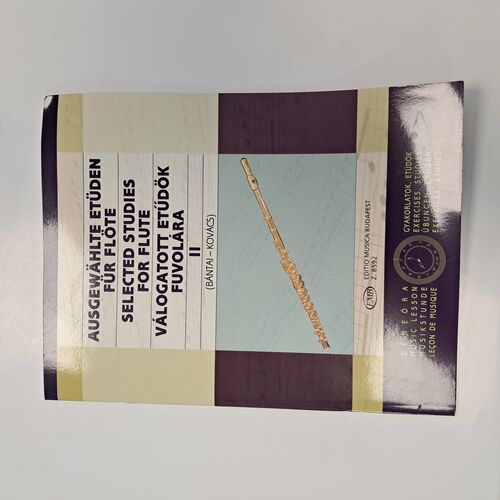 AUSGEWÄHLTE ETÜDEN
FÜR FLÖTE
SELECTED STUDIES
FOR FLUTE
VÁLOGATOTT ETŰDÖK
FUVOLÁRA
II
(BÁNTAI – KOVÁCS)
EMB
EDITIO MUSICA BUDAPEST
Z. 8592
GYAKORLATOK, ETŰDÖK
EXERCISES, STUDIES
ÜBUNGEN, ETÜDEN
EXERCICES, ÉTUDES
ZENEÓRA
MUSIC LESSON
MUSIKSTUNDE
LEÇON DE MUSIQUE